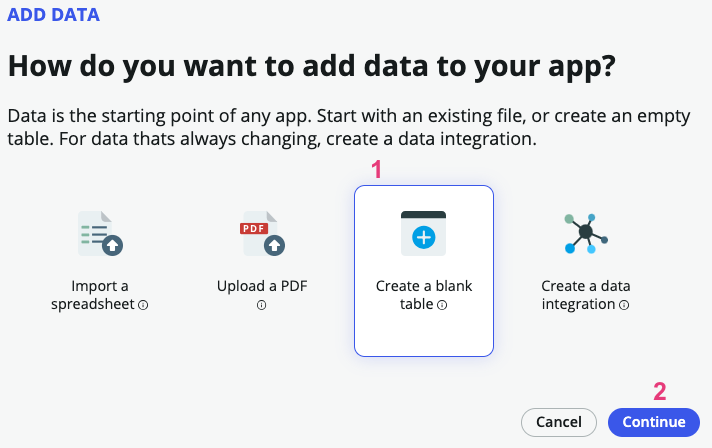 ADD DATA
How do you want to add data to your app?
Data is the starting point of any app. Start with an existing file, or create an empty
table. For data thats always changing, create a data integration.
1
PDF
Import a
spreadsheet
Upload a PDF
Create a blank
table
Create a data
integration
2
Cancel
Continue